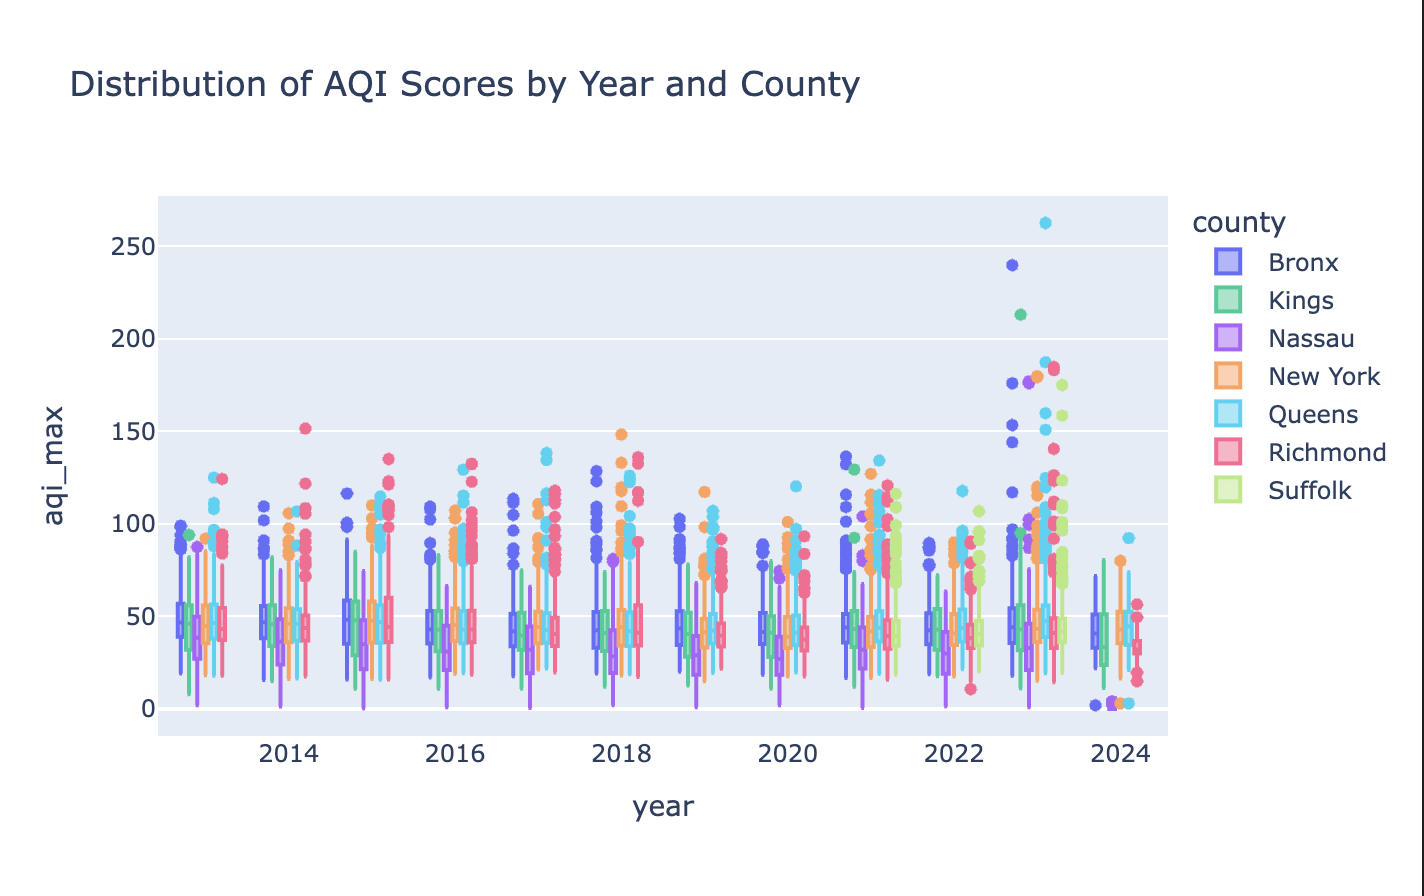 Distribution of AQI Scores by Year and County
county
Bronx
Kings
Nassau
New York
Queens
Richmond
Suffolk
aqi_max
250
200
150
100
50
0
2014
2016
2018
2020
2022
2024
year